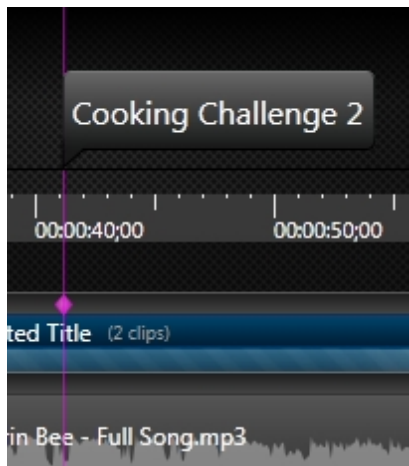 Cooking Challenge 2
00:00:40;00 00:00:50;00
ted Title (2 clips)
rin Bee - Full Song.mp3